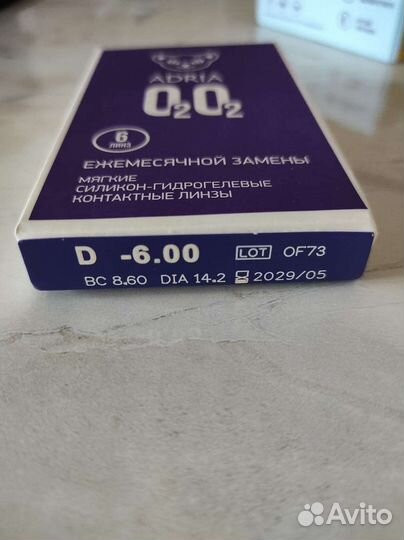 ADRIA
O2O2
6
ЛИНЗ
ЕЖЕМЕСЯЧНОЙ ЗАМЕНЫ
МЯГКИЕ
СИЛИКОН-ГИДРОГЕЛЕВЫЕ
КОНТАКТНЫЕ ЛИНЗЫ
D -6.00 LOT OF73
BC 8.60 DIA 14.2 2029/05
Avito